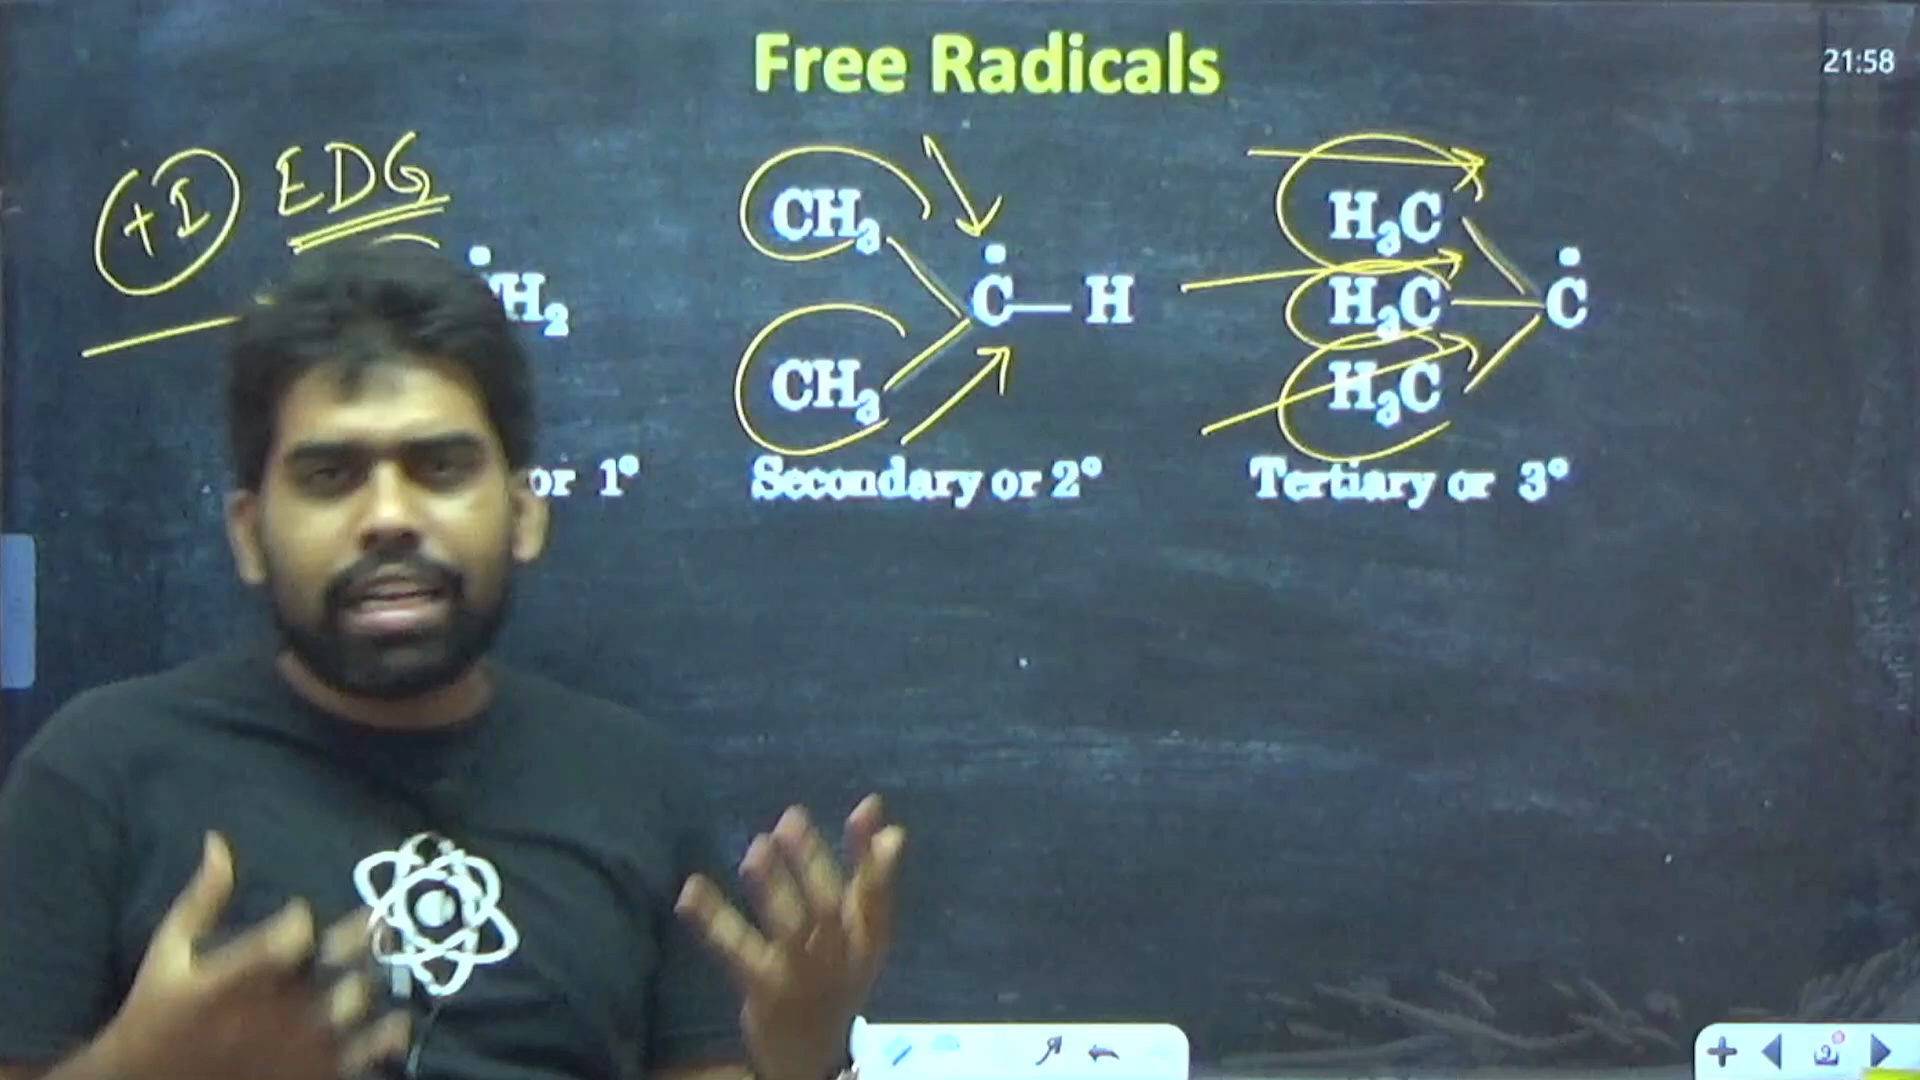 Free Radicals
21:58
+I EDG
ĊH₂
CH₃
CH₃
Ċ—H
H₃C
H₃C
H₃C
Ċ
or 1° Secondary or 2° Tertiary or 3°